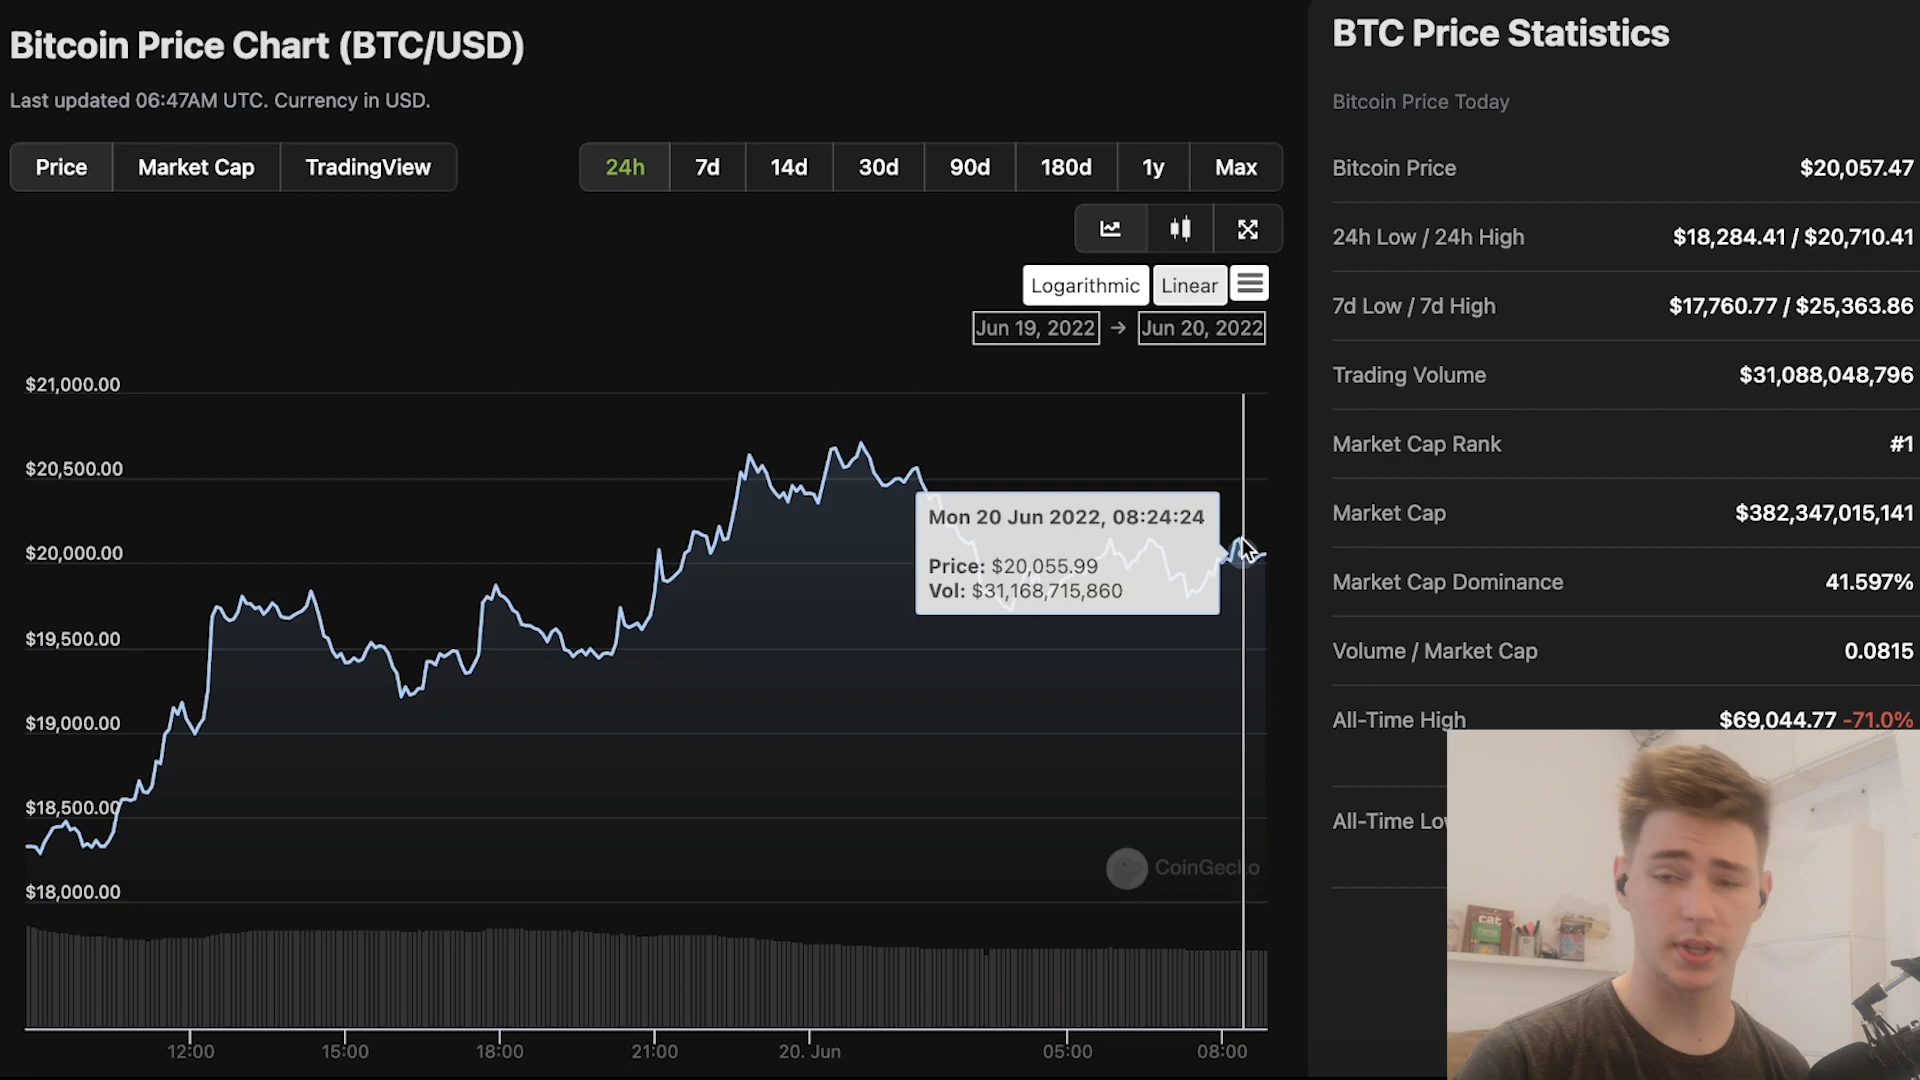 Bitcoin Price Chart (BTC/USD)
Last updated 06:47AM UTC. Currency in USD.
Price Market Cap TradingView
24h 7d 14d 30d 90d 180d 1y Max
Logarithmic Linear
Jun 19, 2022 → Jun 20, 2022
$21,000.00
$20,500.00
$20,000.00
$19,500.00
$19,000.00
$18,500.00
$18,000.00
Mon 20 Jun 2022, 08:24:24
Price: $20,055.99
Vol: $31,168,715,860
CoinGecko
12:00 15:00 18:00 21:00 20. Jun 05:00 08:00
BTC Price Statistics
Bitcoin Price Today
Bitcoin Price $20,057.47
24h Low / 24h High $18,284.41 / $20,710.41
7d Low / 7d High $17,760.77 / $25,363.86
Trading Volume $31,088,048,796
Market Cap Rank #1
Market Cap $382,347,015,141
Market Cap Dominance 41.597%
Volume / Market Cap 0.0815
All-Time High $69,044.77 -71.0%
All-Time Lo
cat